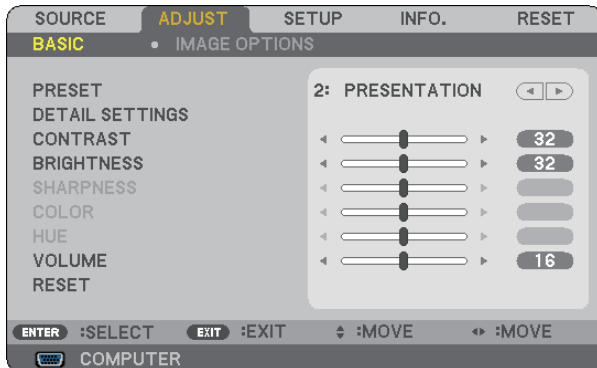 SOURCE ADJUST SETUP INFO. RESET
BASIC • IMAGE OPTIONS
PRESET 2: PRESENTATION
DETAIL SETTINGS
CONTRAST 32
BRIGHTNESS 32
SHARPNESS
COLOR
HUE
VOLUME 16
RESET
ENTER :SELECT EXIT :EXIT :MOVE :MOVE
COMPUTER